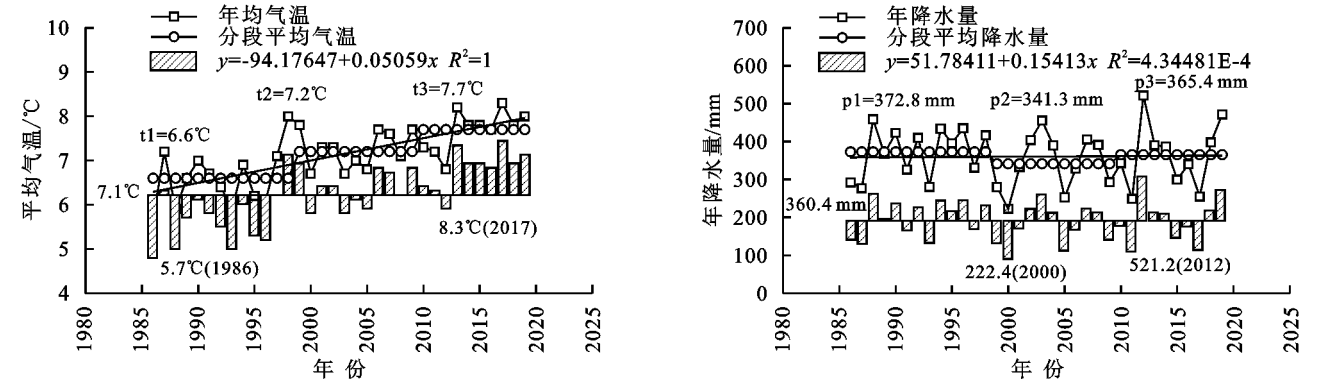 年均气温
分段平均气温
y=-94.17647+0.05059x R²=1
t1=6.6℃
t2=7.2℃
t3=7.7℃
7.1℃
8.3℃(2017)
5.7℃(1986)
平均气温/℃
10
9
8
7
6
5
4
1980
1985
1990
1995
2000
2005
2010
2015
2020
2025
年 份
年降水量
分段平均降水量
y=51.78411+0.15413x R²=4.34481E-4
p3=365.4 mm
p1=372.8 mm
p2=341.3 mm
360.4 mm
222.4(2000)
521.2(2012)
年降水量/mm
700
600
500
400
300
200
100
0
1980
1985
1990
1995
2000
2005
2010
2015
2020
2025
年 份